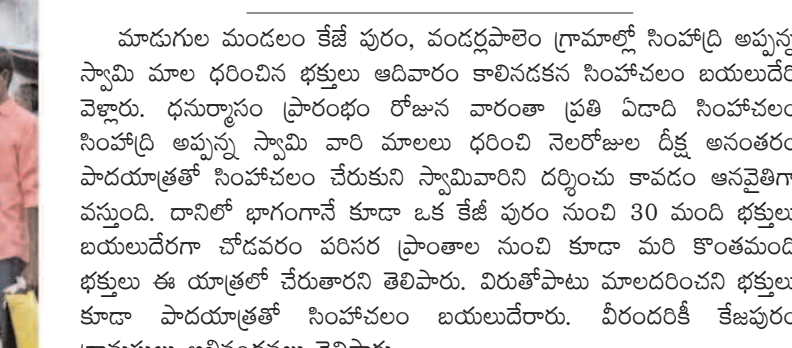 మాడుగుల మండలం కేజే పురం, వండర్లపాలెం గ్రామాల్లో సింహాద్రి అప్పన్న
స్వామి మాల ధరించిన భక్తులు ఆదివారం కాలినడకన సింహాచలం బయలుదేరి
వెళ్లారు. ధనుర్మాసం ప్రారంభం రోజున వారంతా ప్రతి ఏడాది సింహాచలం
సింహాద్రి అప్పన్న స్వామి వారి మాలలు ధరించి నెలరోజుల దీక్ష అనంతరం
పాదయాత్రతో సింహాచలం చేరుకుని స్వామివారిని దర్శించు కావడం ఆనవైతిగా
వస్తుంది. దానిలో భాగంగానే కూడా ఒక కేజీ పురం నుంచి 30 మంది భక్తులు
బయలుదేరగా చోడవరం పరిసర ప్రాంతాల నుంచి కూడా మరి కొంతమంది
భక్తులు ఈ యాత్రలో చేరుతారని తెలిపారు. విరుతోపాటు మాలదరించని భక్తులు
కూడా పాదయాత్రతో సింహాచలం బయలుదేరారు. వీరందరికీ కేజపురం